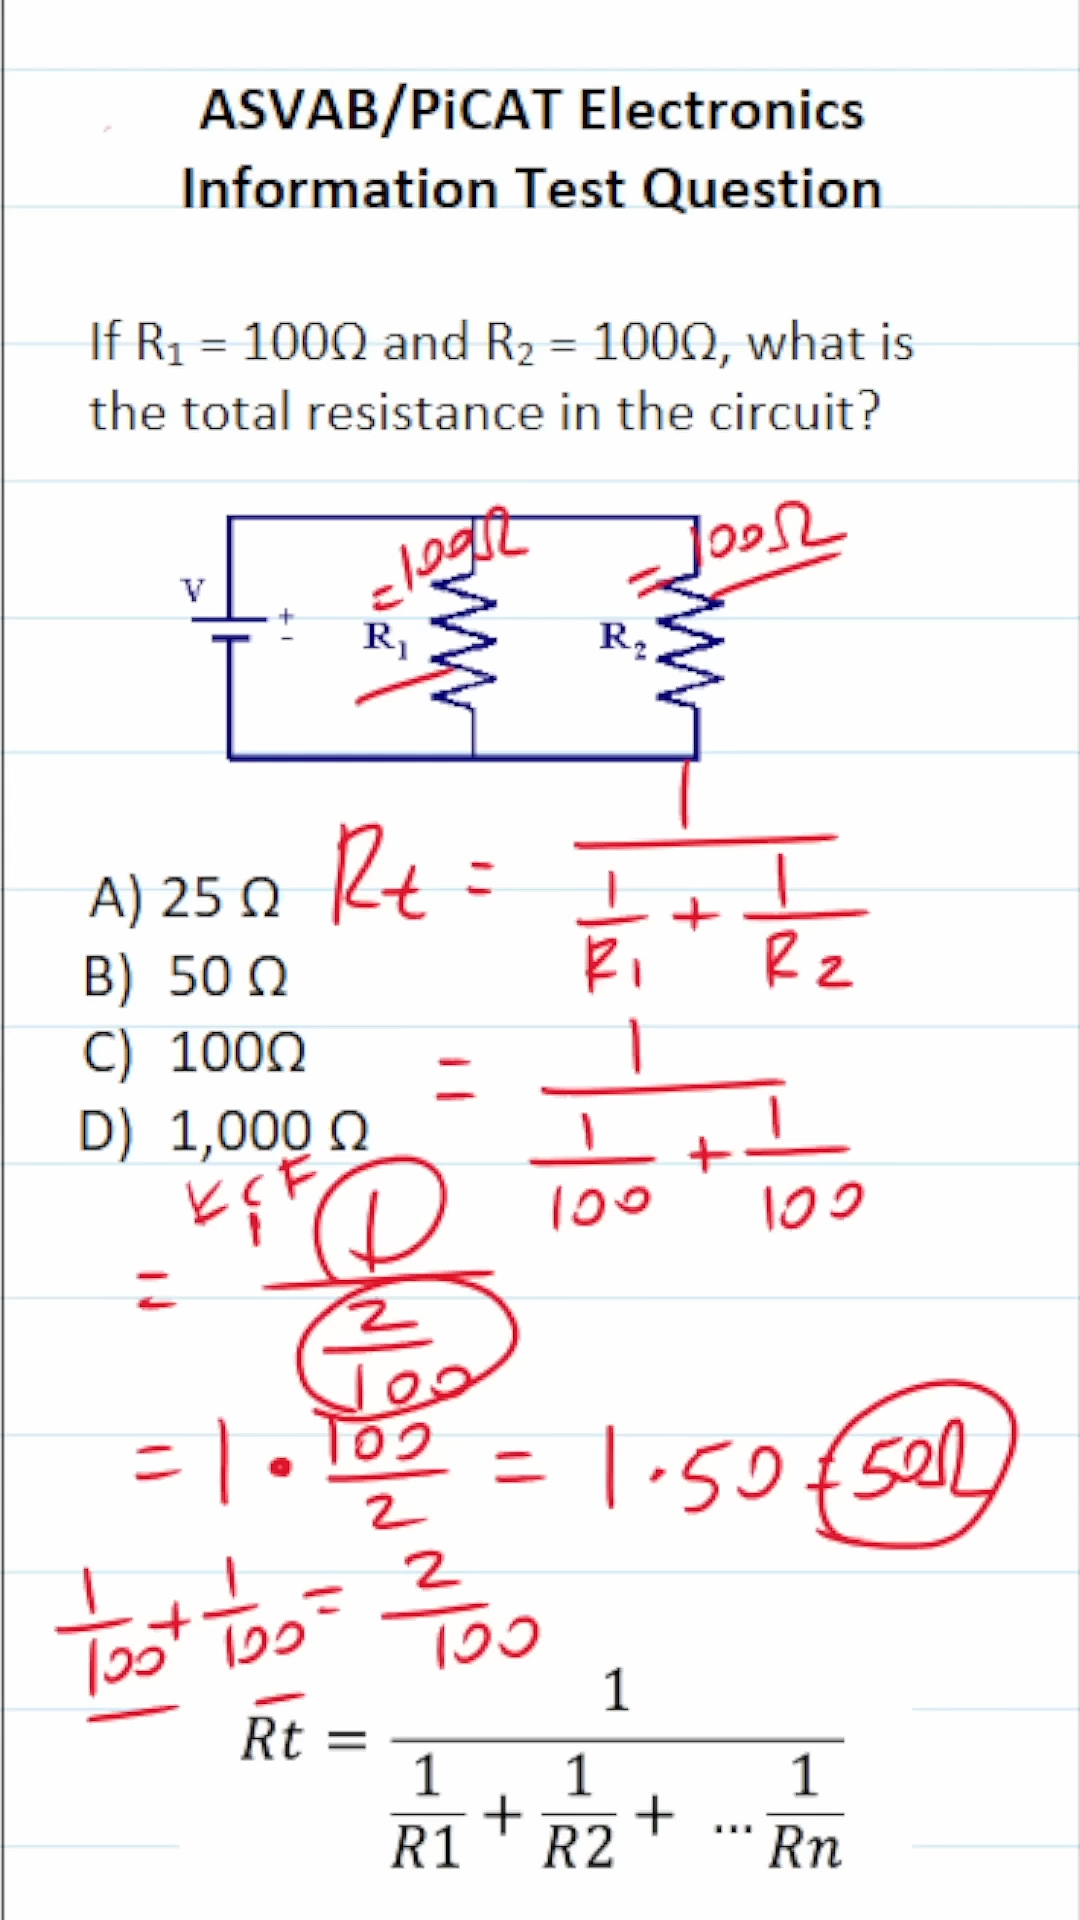 ASVAB/PiCAT Electronics
Information Test Question
If R₁ = 100Ω and R₂ = 100Ω, what is
the total resistance in the circuit?
=100Ω
=100Ω
V
+
-
R₁
R₂
A) 25 Ω
B) 50 Ω
C) 100Ω
D) 1,000 Ω
Rt = 1 / (1/R1 + 1/R2)
= 1 / (1/100 + 1/100)
KCF
= 1 / (2/100)
= 1 • 100/2 = 1·50 = 50Ω
1/100 + 1/100 = 2/100
Rt = 1 / (1/R1 + 1/R2 + ... 1/Rn)